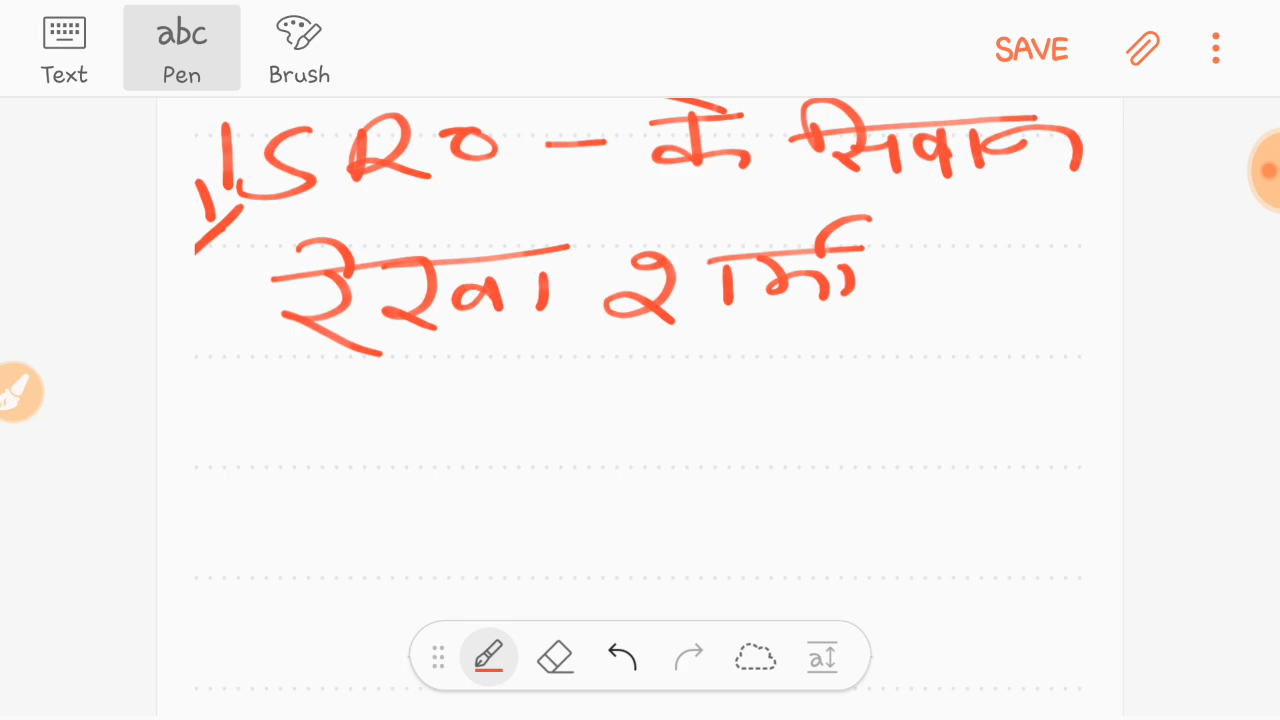 abc
Text Pen Brush SAVE
ISRO - के सिवान
रेखा शर्मा